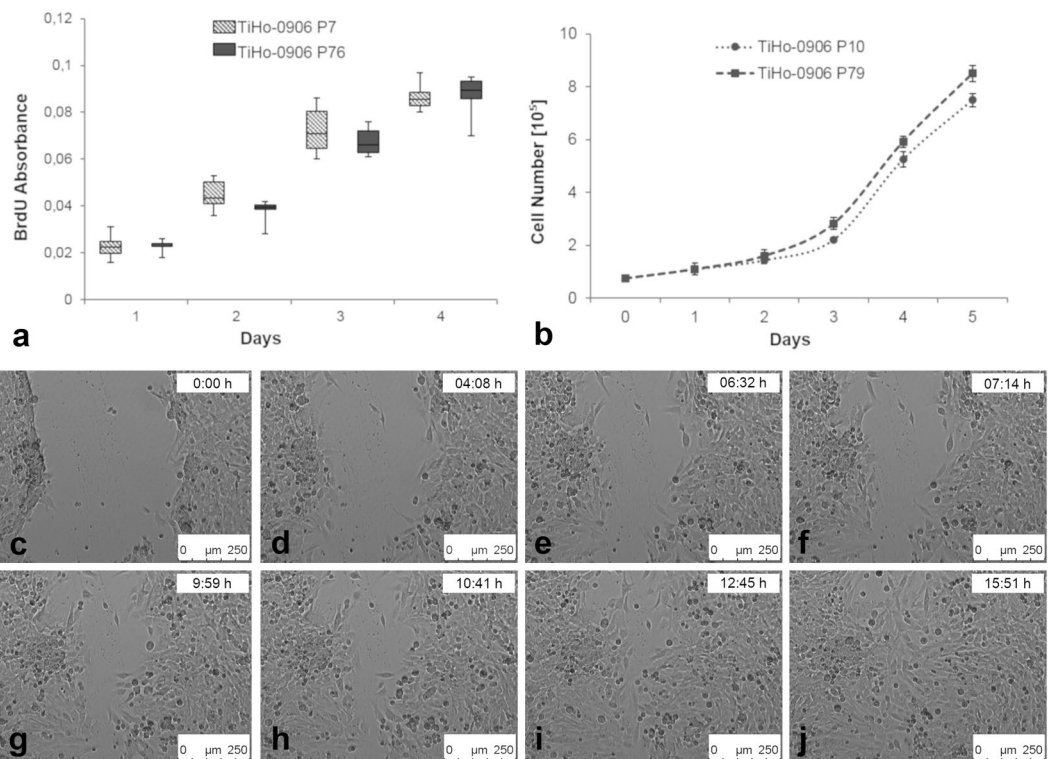 0,12
0,1
0,08
0,06
0,04
0,02
0
BrdU Absorbance
TiHo-0906 P7
TiHo-0906 P76
1 2 3 4
Days
a
10
8
6
4
2
0
Cell Number [10⁵]
TiHo-0906 P10
TiHo-0906 P79
0 1 2 3 4 5
Days
b
0:00 h
c
0 µm 250
04:08 h
d
0 µm 250
06:32 h
e
0 µm 250
07:14 h
f
0 µm 250
9:59 h
g
0 µm 250
10:41 h
h
0 µm 250
12:45 h
i
0 µm 250
15:51 h
j
0 µm 250